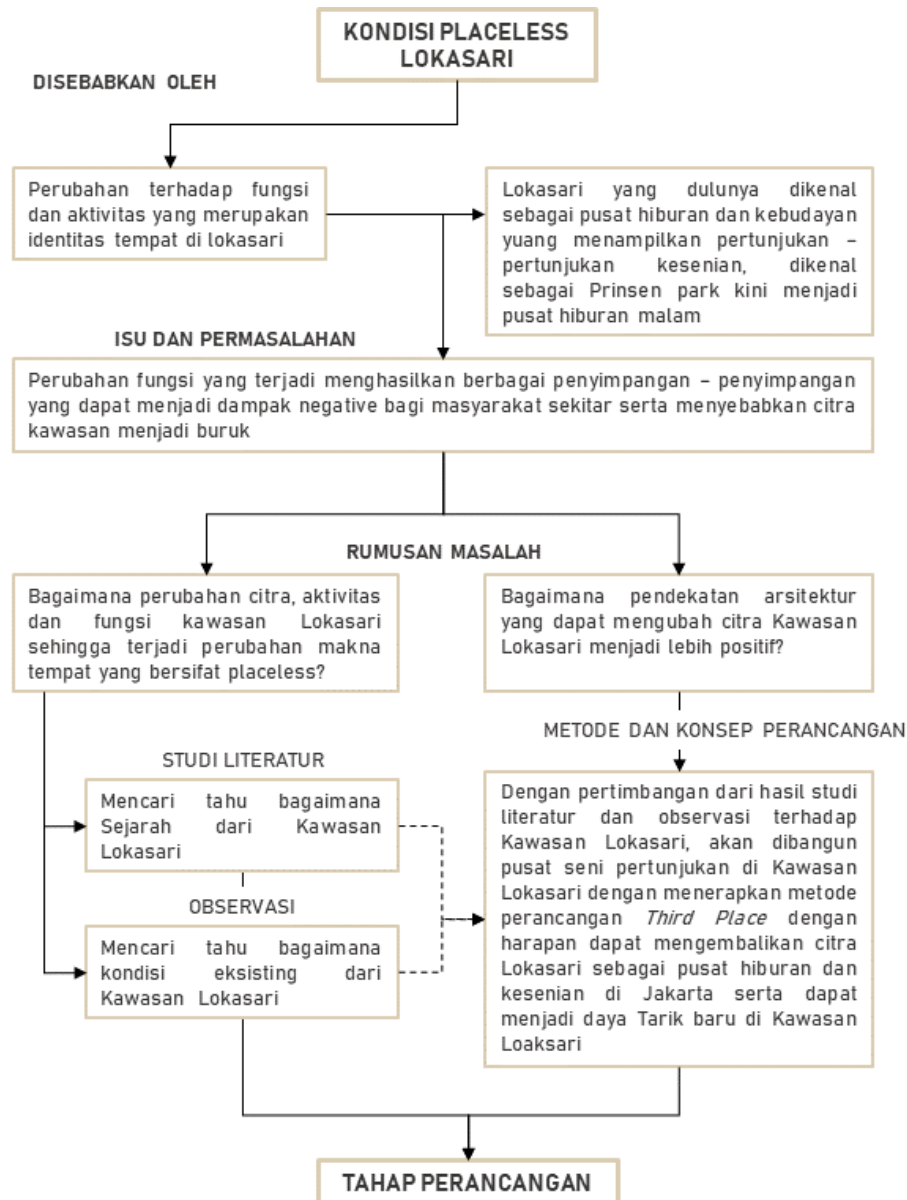 KONDISI PLACELESS
LOKASARI
DISEBABKAN OLEH
Perubahan terhadap fungsi
dan aktivitas yang merupakan
identitas tempat di lokasari
Lokasari yang dulunya dikenal
sebagai pusat hiburan dan kebudayan
yuang menampilkan pertunjukan –
pertunjukan kesenian, dikenal
sebagai Prinsen park kini menjadi
pusat hiburan malam
ISU DAN PERMASALAHAN
Perubahan fungsi yang terjadi menghasilkan berbagai penyimpangan – penyimpangan
yang dapat menjadi dampak negative bagi masyarakat sekitar serta menyebabkan citra
kawasan menjadi buruk
RUMUSAN MASALAH
Bagaimana perubahan citra, aktivitas
dan fungsi kawasan Lokasari
sehingga terjadi perubahan makna
tempat yang bersifat placeless?
Bagaimana pendekatan arsitektur
yang dapat mengubah citra Kawasan
Lokasari menjadi lebih positif?
METODE DAN KONSEP PERANCANGAN
STUDI LITERATUR
Mencari tahu bagaimana
Sejarah dari Kawasan
Lokasari
OBSERVASI
Mencari tahu bagaimana
kondisi eksisting dari
Kawasan Lokasari
Dengan pertimbangan dari hasil studi
literatur dan observasi terhadap
Kawasan Lokasari, akan dibangun
pusat seni pertunjukan di Kawasan
Lokasari dengan menerapkan metode
perancangan Third Place dengan
harapan dapat mengembalikan citra
Lokasari sebagai pusat hiburan dan
kesenian di Jakarta serta dapat
menjadi daya Tarik baru di Kawasan
Loaksari
TAHAP PERANCANGAN